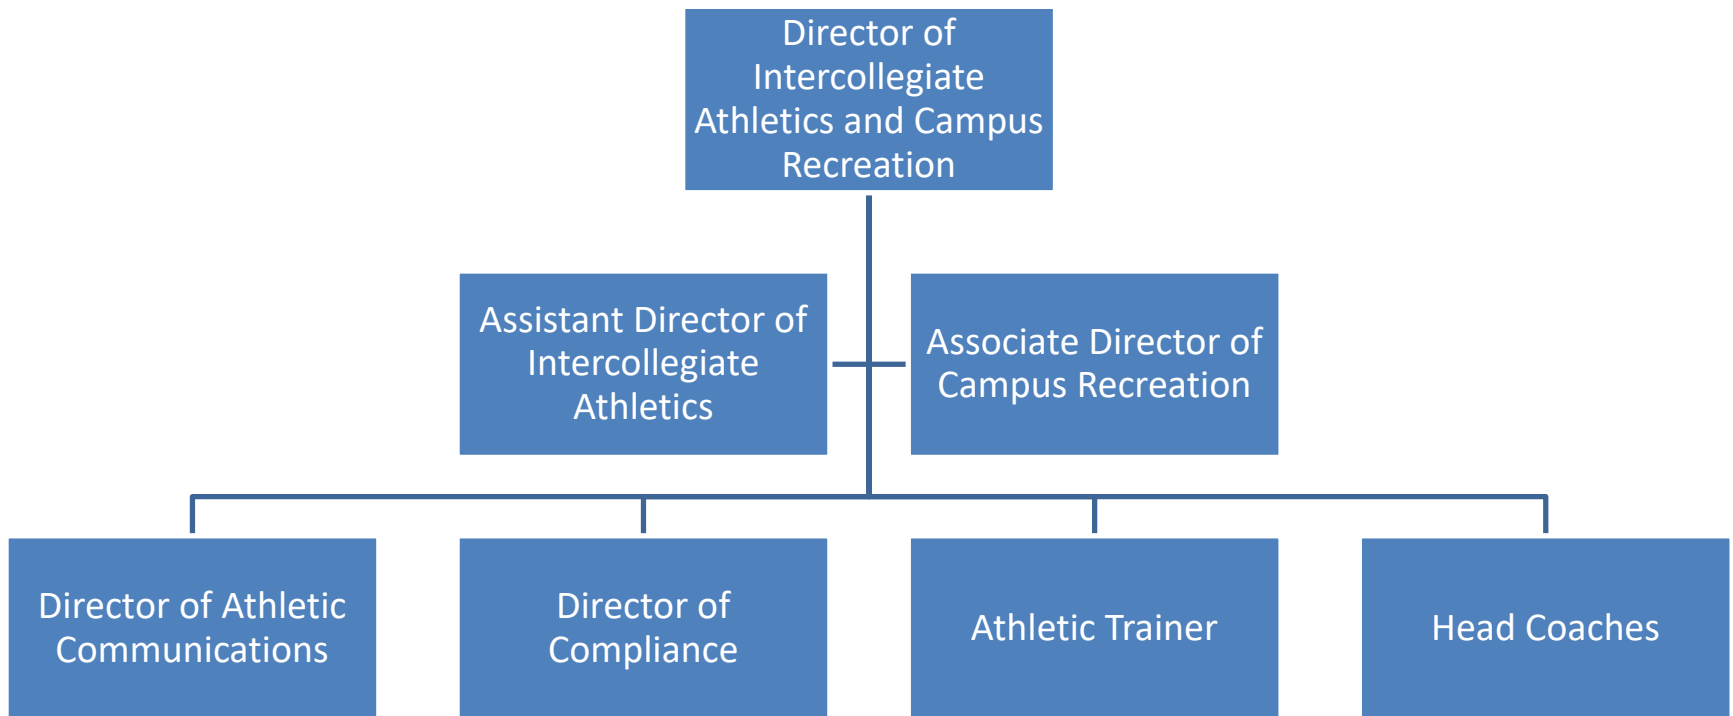 Director of
Intercollegiate
Athletics and Campus
Recreation
Assistant Director of
Intercollegiate
Athletics
Associate Director of
Campus Recreation
Director of Athletic
Communications
Director of
Compliance
Athletic Trainer
Head Coaches